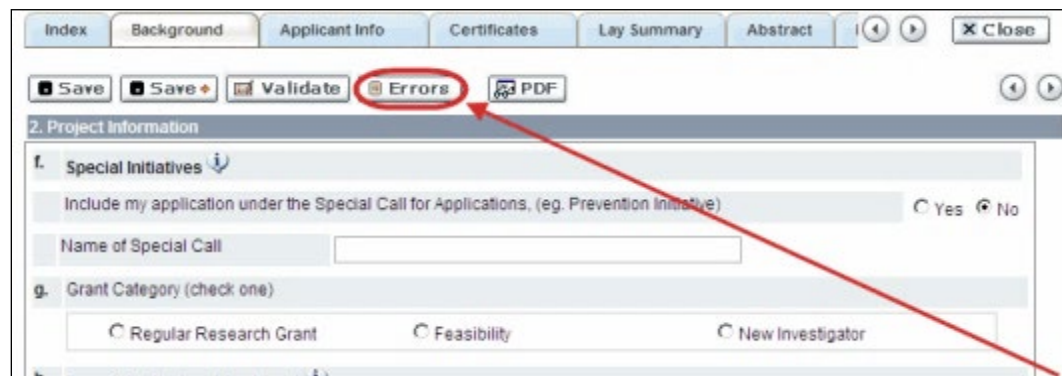 Index Background Applicant Info Certificates Lay Summary Abstract Close
Save Save Validate Errors PDF
2. Project Information
f. Special Initiatives
Include my application under the Special Call for Applications, (eg. Prevention Initiative) Yes No
Name of Special Call
g. Grant Category (check one)
Regular Research Grant Feasibility New Investigator